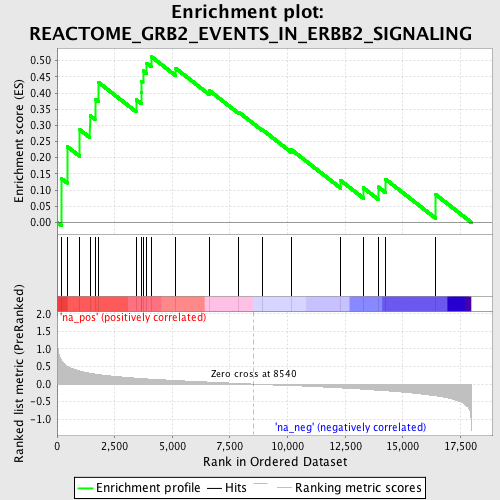 Enrichment plot:
REACTOME_GRB2_EVENTS_IN_ERBB2_SIGNALING
Enrichment score (ES)
0.50
0.45
0.40
0.35
0.30
0.25
0.20
0.15
0.10
0.05
0.00
'na_pos' (positively correlated)
Ranked list metric (PreRanked)
2.0
1.5
1.0
0.5
0.0
-0.5
-1.0
Zero cross at 8540
'na_neg' (negatively correlated)
0
2,500
5,000
7,500
10,000
12,500
15,000
17,500
Rank in Ordered Dataset
Enrichment profile
Hits
Ranking metric scores